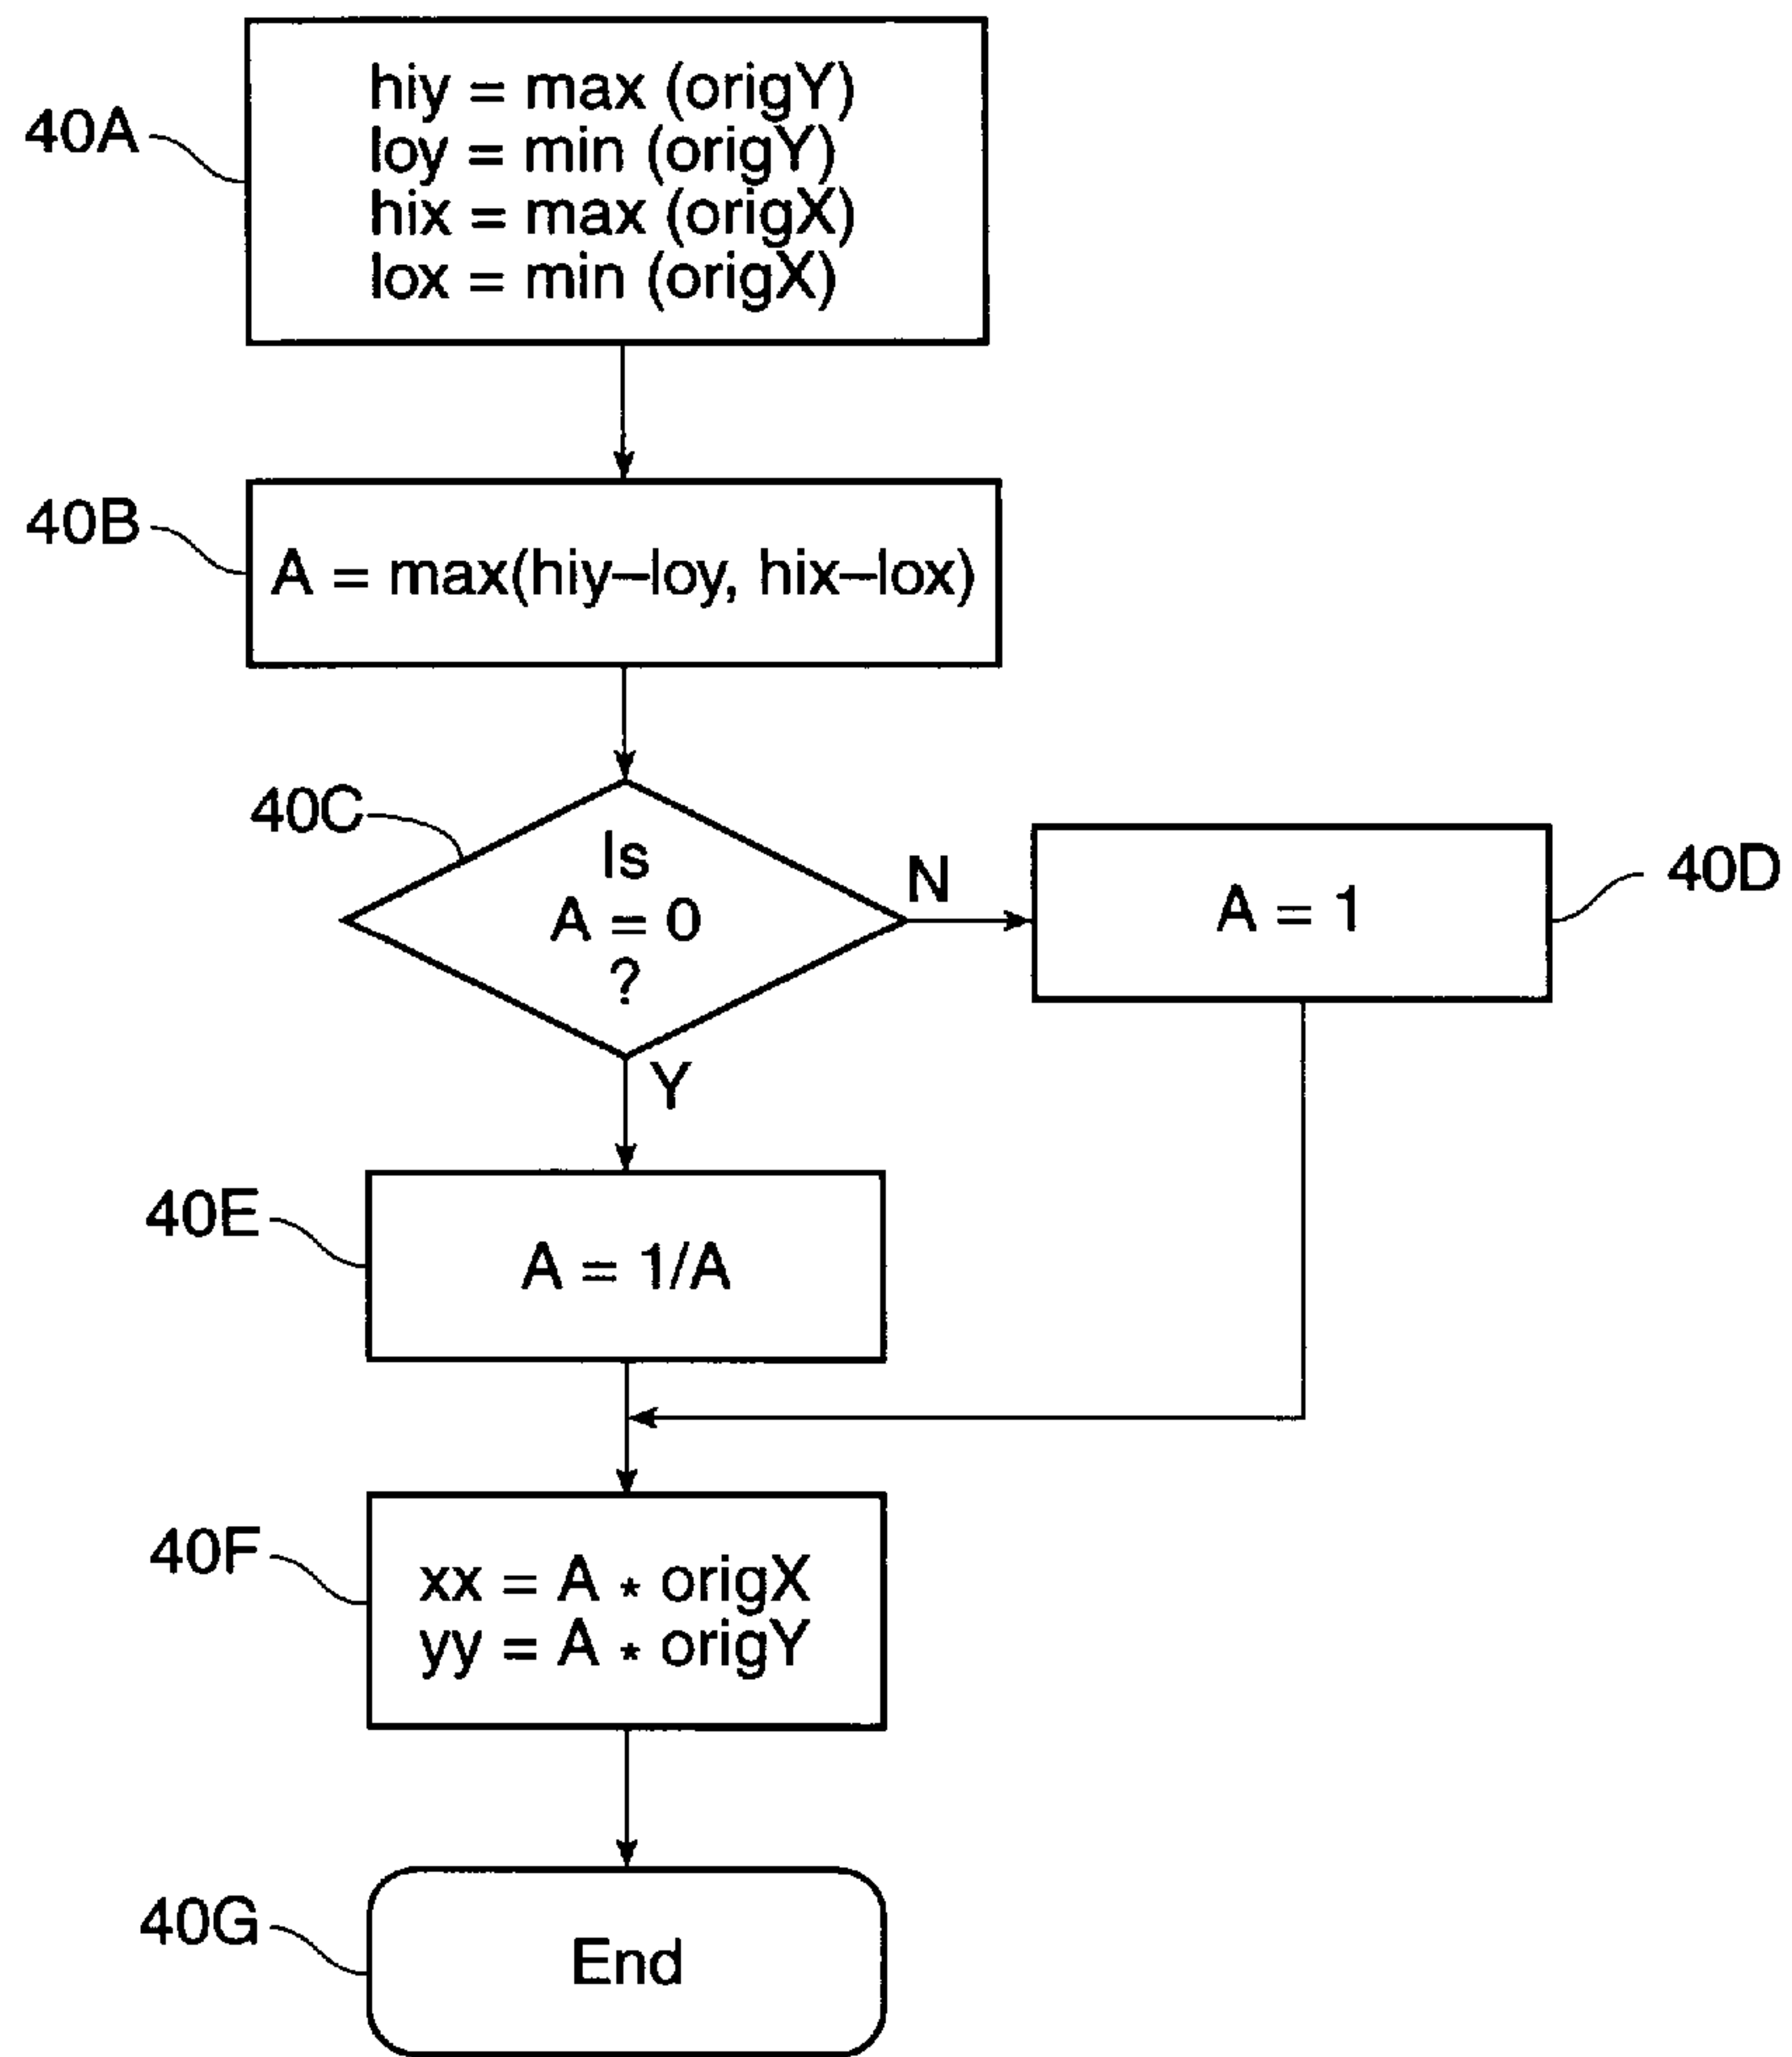 40A
hiy = max (origY)
loy = min (origY)
hix = max (origX)
lox = min (origX)
40B
A = max(hiy–loy, hix–lox)
40C
Is
A = 0
?
N
A = 1
40D
Y
40E
A = 1/A
40F
xx = A * origX
yy = A * origY
40G
End